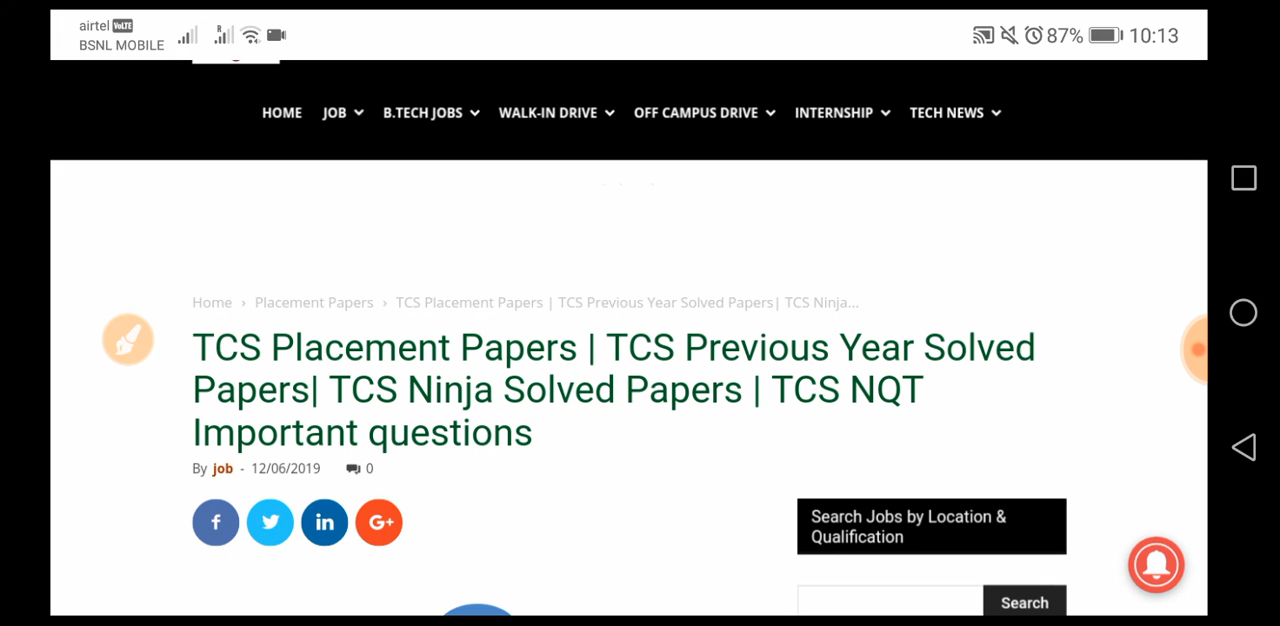 airtel VoLTE
BSNL MOBILE
R
87% 10:13
HOME JOB B.TECH JOBS WALK-IN DRIVE OFF CAMPUS DRIVE INTERNSHIP TECH NEWS
Home › Placement Papers › TCS Placement Papers | TCS Previous Year Solved Papers| TCS Ninja...
TCS Placement Papers | TCS Previous Year Solved
Papers| TCS Ninja Solved Papers | TCS NQT
Important questions
By job - 12/06/2019 0
f in G+
Search Jobs by Location &
Qualification
Search